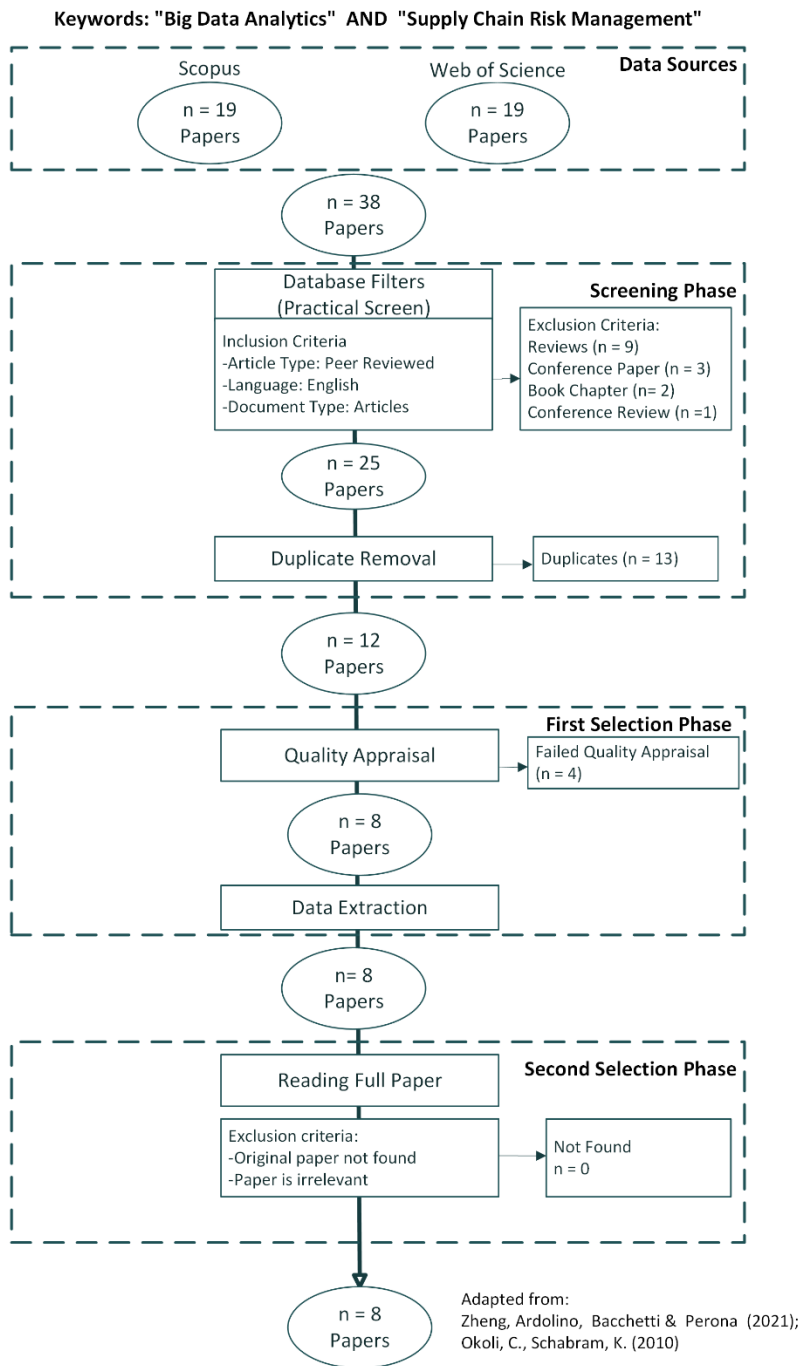 Keywords: "Big Data Analytics" AND "Supply Chain Risk Management"
Data Sources
Scopus
n = 19
Papers
Web of Science
n = 19
Papers
n = 38
Papers
Screening Phase
Database Filters
(Practical Screen)
Inclusion Criteria
-Article Type: Peer Reviewed
-Language: English
-Document Type: Articles
Exclusion Criteria:
Reviews (n = 9)
Conference Paper (n = 3)
Book Chapter (n= 2)
Conference Review (n =1)
n = 25
Papers
Duplicate Removal
Duplicates (n = 13)
n = 12
Papers
First Selection Phase
Quality Appraisal
Failed Quality Appraisal
(n = 4)
n = 8
Papers
Data Extraction
n= 8
Papers
Second Selection Phase
Reading Full Paper
Exclusion criteria:
-Original paper not found
-Paper is irrelevant
Not Found
n = 0
n = 8
Papers
Adapted from:
Zheng, Ardolino, Bacchetti & Perona (2021);
Okoli, C., Schabram, K. (2010)